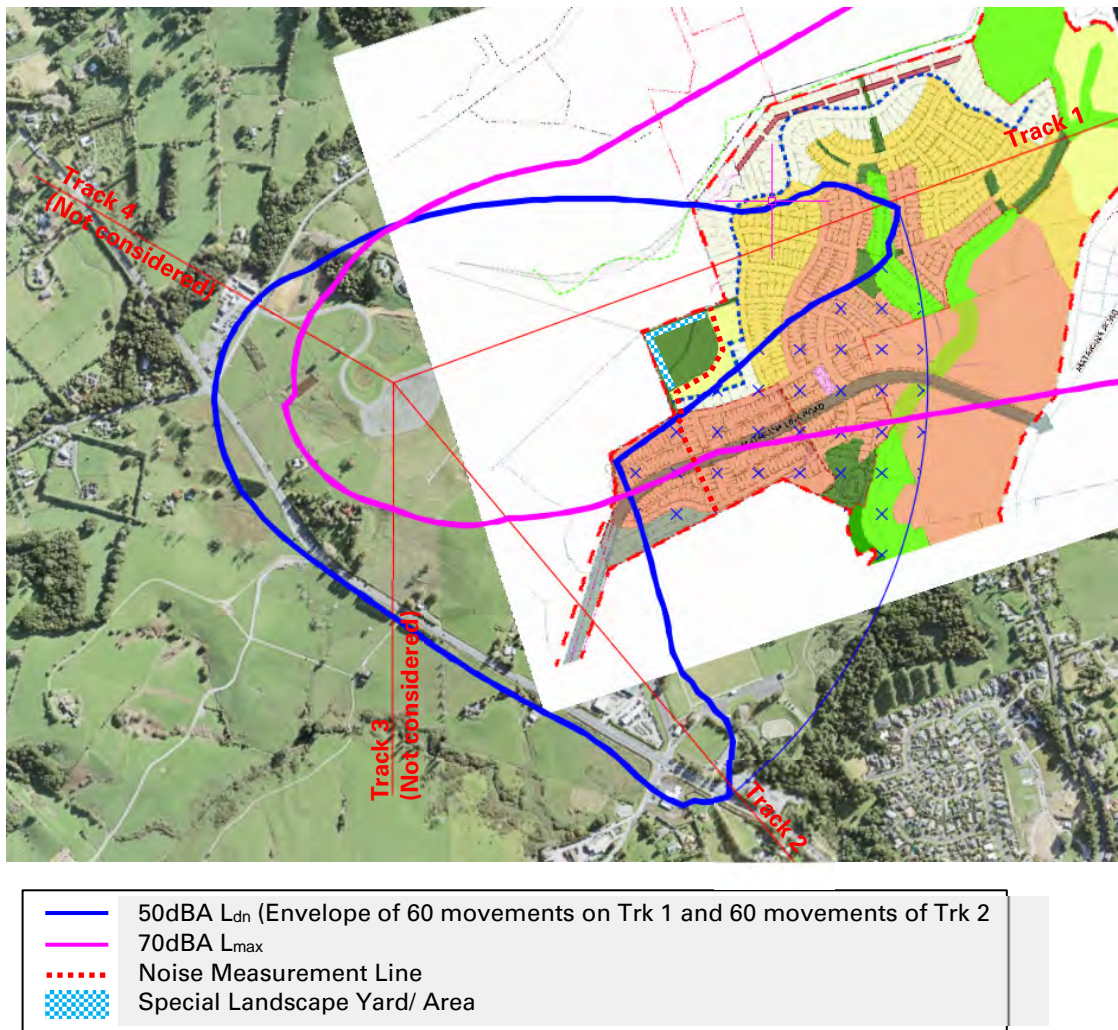 Track 1
Track 4
(Not considered)
Track 3
(Not considered)
Track 2
50dBA Ldn (Envelope of 60 movements on Trk 1 and 60 movements of Trk 2
70dBA Lmax
Noise Measurement Line
Special Landscape Yard/ Area